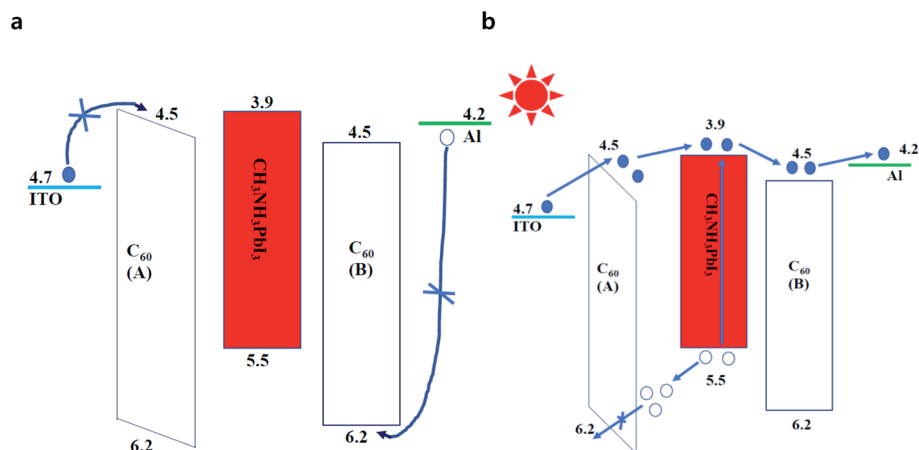 a
4.7
ITO
4.5
C₆₀
(A)
6.2
3.9
CH₃NH₃PbI₃
5.5
4.5
C₆₀
(B)
6.2
4.2
Al
b
4.7
ITO
4.5
C₆₀
(A)
6.2
3.9
CH₃NH₃PbI₃
5.5
4.5
C₆₀
(B)
6.2
4.2
Al